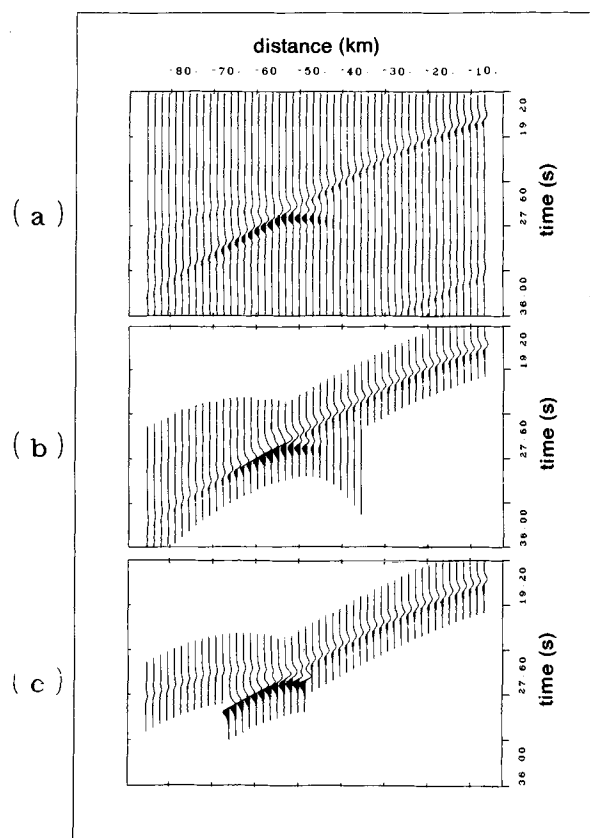 distance (km)
-80. -70. -60. -50. -40. -30. -20. -10.
(a)
19.20
27.60
36.00
time (s)
(b)
19.20
27.60
36.00
time (s)
(c)
19.20
27.60
36.00
time (s)